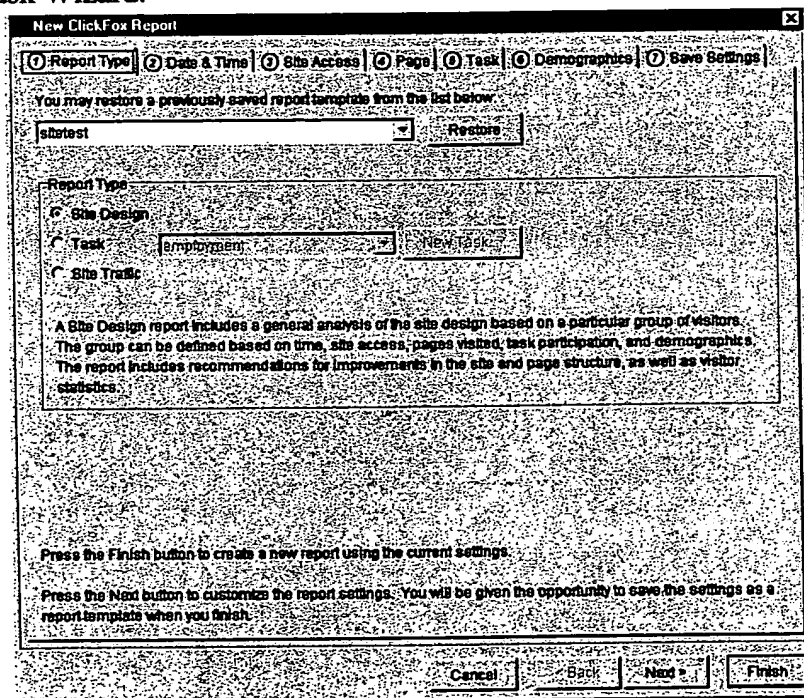 Wizard.
New ClickFox Report
1 Report Type 2 Date & Time 3 Site Access 4 Page 5 Task 6 Demographics 7 Save Settings
You may restore a previously saved report template from the list below.
sitetest Restore
Report Type
Site Design
Task employment New Task...
Site Traffic
A Site Design report includes a general analysis of the site design based on a particular group of visitors.
The group can be defined based on time, site access, pages visited, task participation, and demographics.
The report includes recommendations for improvements in the site and page structure, as well as visitor
statistics.
Press the Finish button to create a new report using the current settings.
Press the Next button to customize the report settings. You will be given the opportunity to save the settings as a
report template when you finish.
Cancel Back Next > Finish